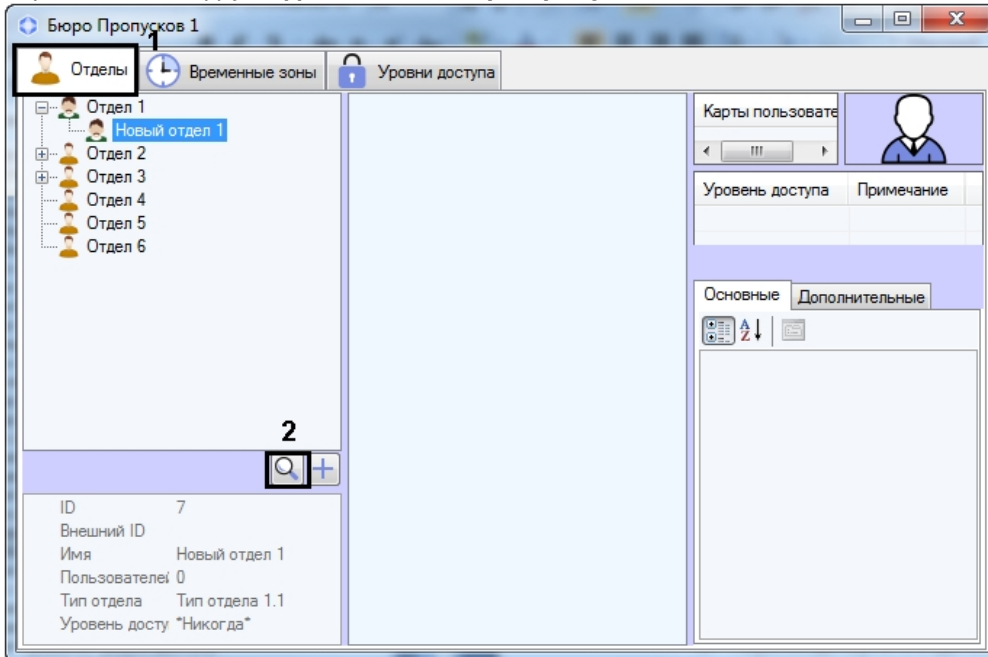 Бюро Пропусков 1
1
Отделы
Временные зоны
Уровни доступа
Отдел 1
Новый отдел 1
Отдел 2
Отдел 3
Отдел 4
Отдел 5
Отдел 6
2
ID 7
Внешний ID
Имя Новый отдел 1
Пользователей 0
Тип отдела Тип отдела 1.1
Уровень досту "Никогда"
Карты пользовате
Уровень доступа Примечание
Основные Дополнительные